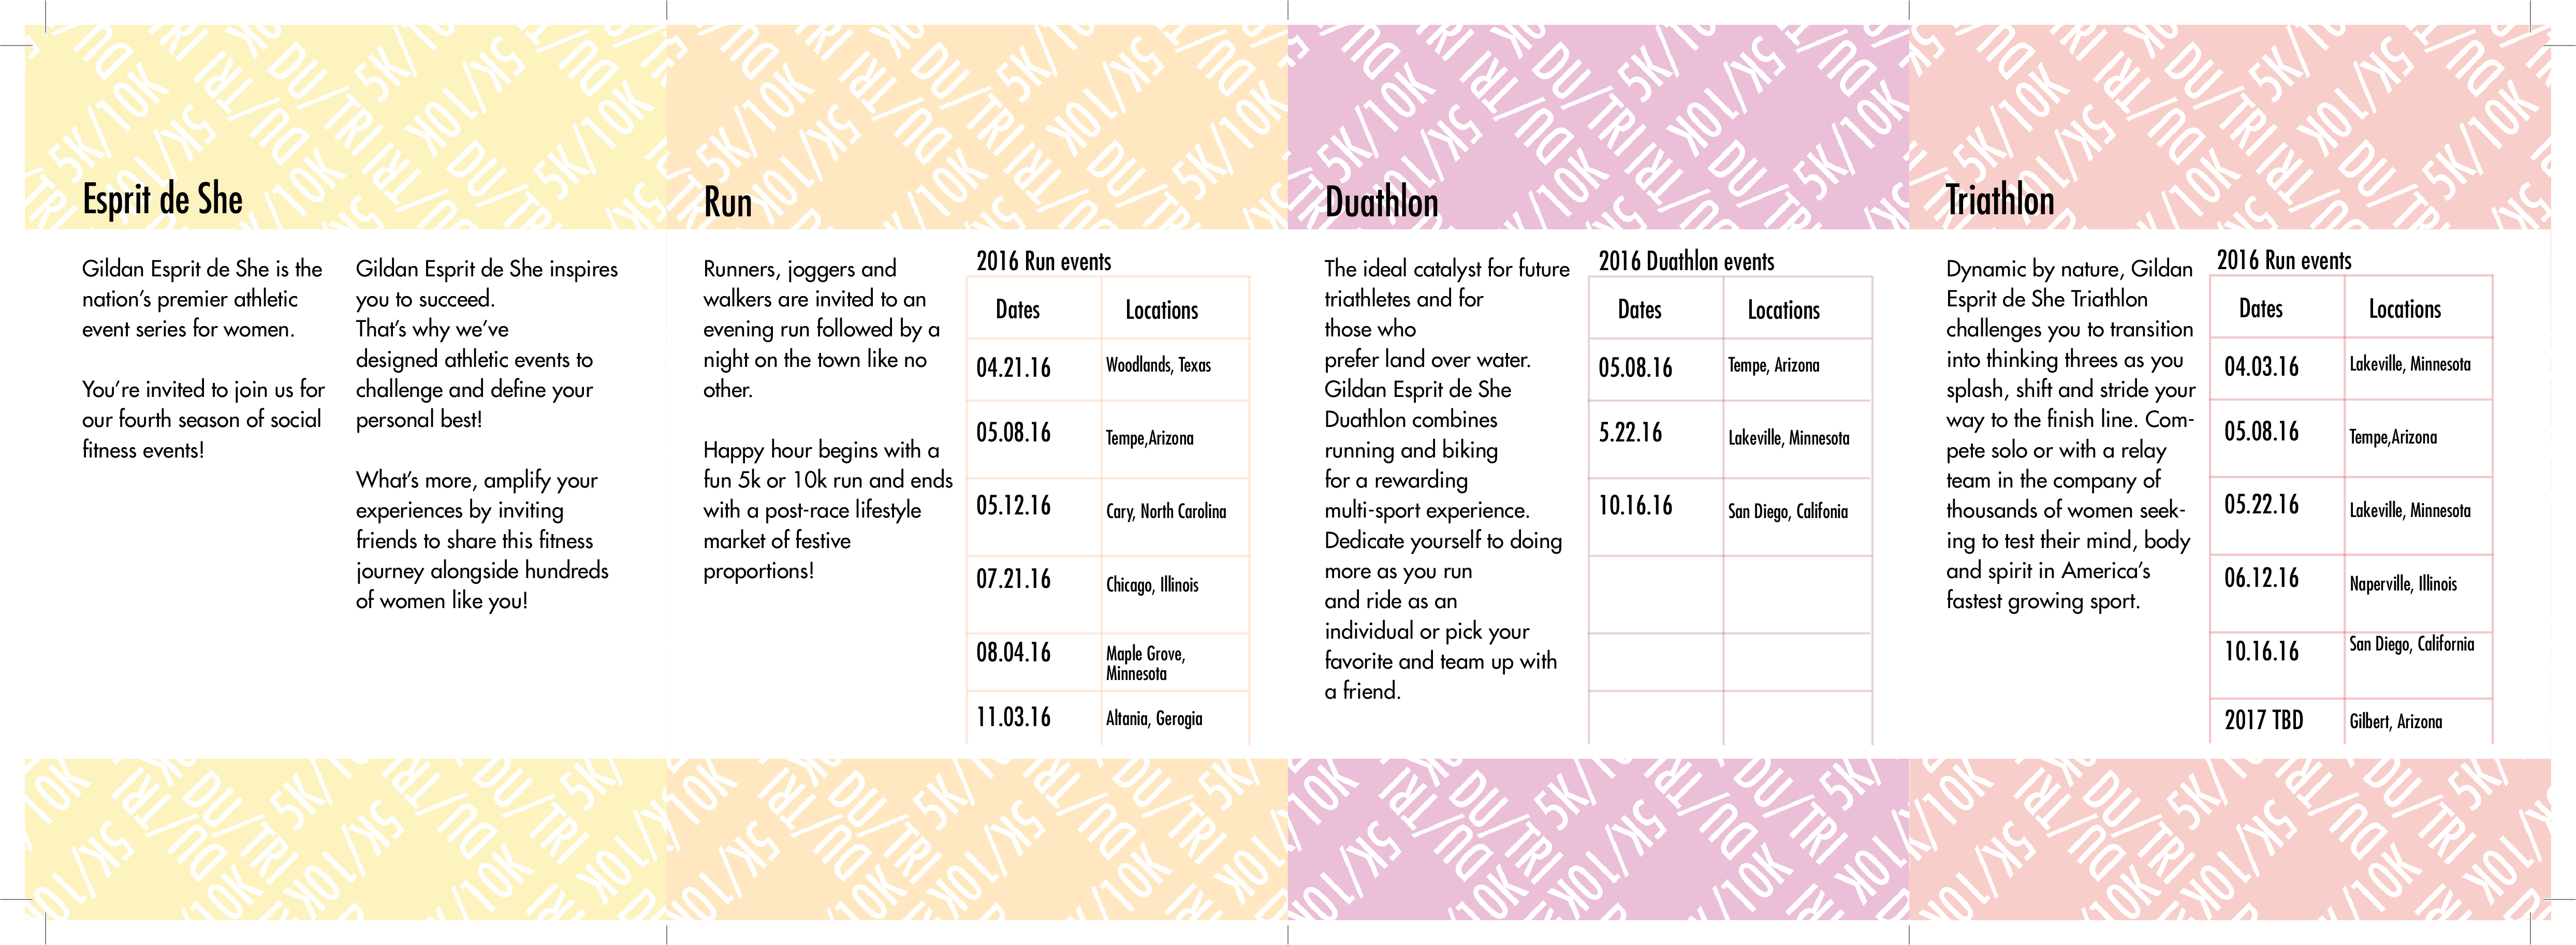 Esprit de She
Gildan Esprit de She is the
nation's premier athletic
event series for women.
You're invited to join us for
our fourth season of social
fitness events!
Gildan Esprit de She inspires
you to succeed.
That's why we've
designed athletic events to
challenge and define your
personal best!
What's more, amplify your
experiences by inviting
friends to share this fitness
journey alongside hundreds
of women like you!
Run
Runners, joggers and
walkers are invited to an
evening run followed by a
night on the town like no
other.
Happy hour begins with a
fun 5k or 10k run and ends
with a post-race lifestyle
market of festive
proportions!
2016 Run events
Dates Locations
04.21.16 Woodlands, Texas
05.08.16 Tempe,Arizona
05.12.16 Cary, North Carolina
07.21.16 Chicago, Illinois
08.04.16 Maple Grove,
Minnesota
11.03.16 Altania, Gerogia
Duathlon
The ideal catalyst for future
triathletes and for
those who
prefer land over water.
Gildan Esprit de She
Duathlon combines
running and biking
for a rewarding
multi-sport experience.
Dedicate yourself to doing
more as you run
and ride as an
individual or pick your
favorite and team up with
a friend.
2016 Duathlon events
Dates Locations
05.08.16 Tempe, Arizona
5.22.16 Lakeville, Minnesota
10.16.16 San Diego, Califonia
Triathlon
Dynamic by nature, Gildan
Esprit de She Triathlon
challenges you to transition
into thinking threes as you
splash, shift and stride your
way to the finish line. Com-
pete solo or with a relay
team in the company of
thousands of women seek-
ing to test their mind, body
and spirit in America's
fastest growing sport.
2016 Run events
Dates Locations
04.03.16 Lakeville, Minnesota
05.08.16 Tempe,Arizona
05.22.16 Lakeville, Minnesota
06.12.16 Naperville, Illinois
10.16.16 San Diego, California
2017 TBD Gilbert, Arizona